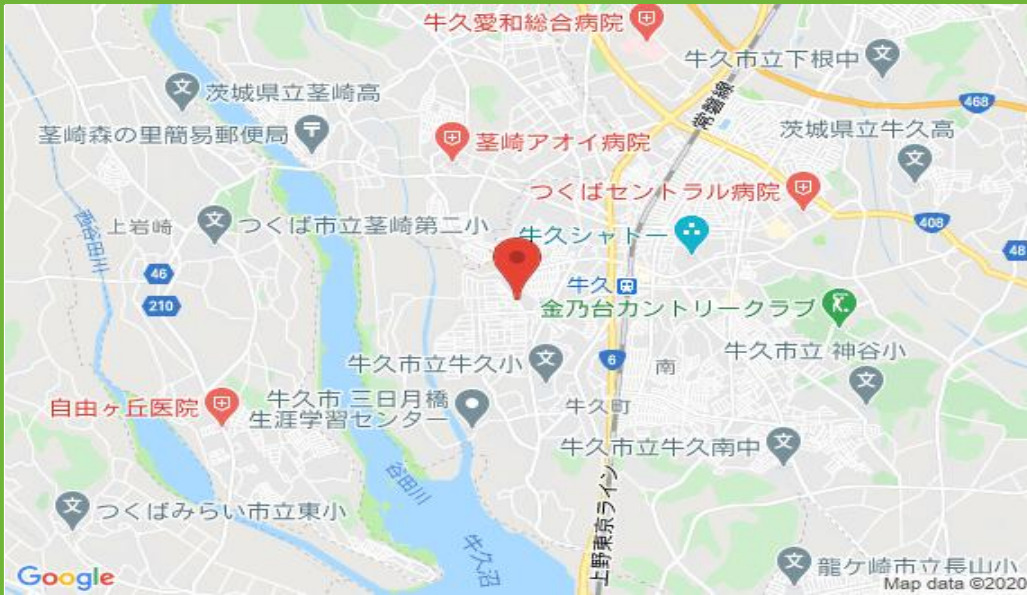 牛久愛和総合病院
牛久市立下根中
常磐線
468
茨城県立茎崎高
茎崎森の里簡易郵便局
茎崎アオイ病院
茨城県立牛久高
つくばセントラル病院
西谷田川
上岩崎
つくば市立茎崎第二小
牛久シャトー
408
48
46
210
牛久
金乃台カントリークラブ
牛久市立牛久小
6
南
牛久市立 神谷小
自由ヶ丘医院
牛久市 三日月橋
生涯学習センター
牛久町
牛久市立牛久南中
谷田川
つくばみらい市立東小
牛久沼
上野東京ライン
龍ケ崎市立長山小
Google
Map data ©2020